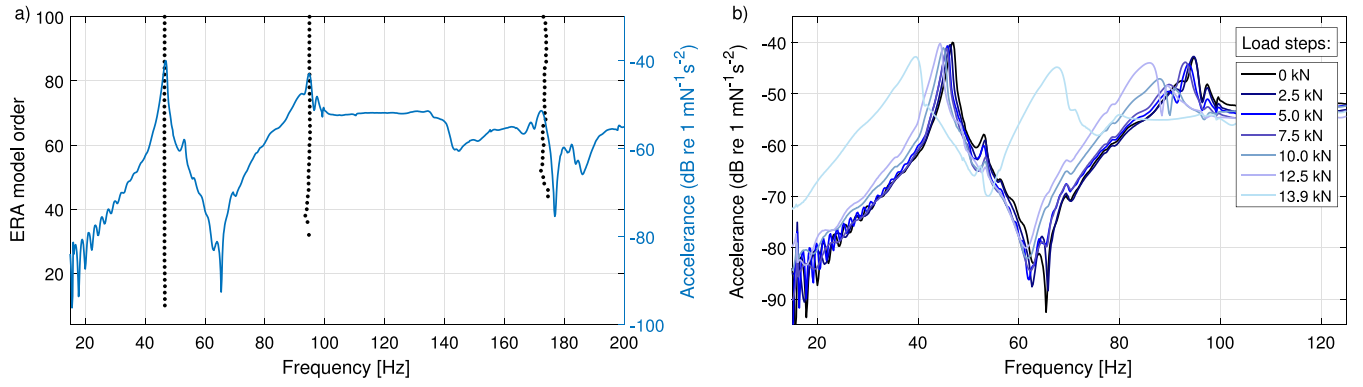 a)
100
80
60
40
20
ERA model order
20 40 60 80 100 120 140 160 180 200
Frequency [Hz]
-40
-60
-80
-100
Accelerance (dB re 1 mN⁻¹s⁻²)
b)
-40
-50
-60
-70
-80
-90
Accelerance (dB re 1 mN⁻¹s⁻²)
20 40 60 80 100 120
Frequency [Hz]
Load steps:
0 kN
2.5 kN
5.0 kN
7.5 kN
10.0 kN
12.5 kN
13.9 kN